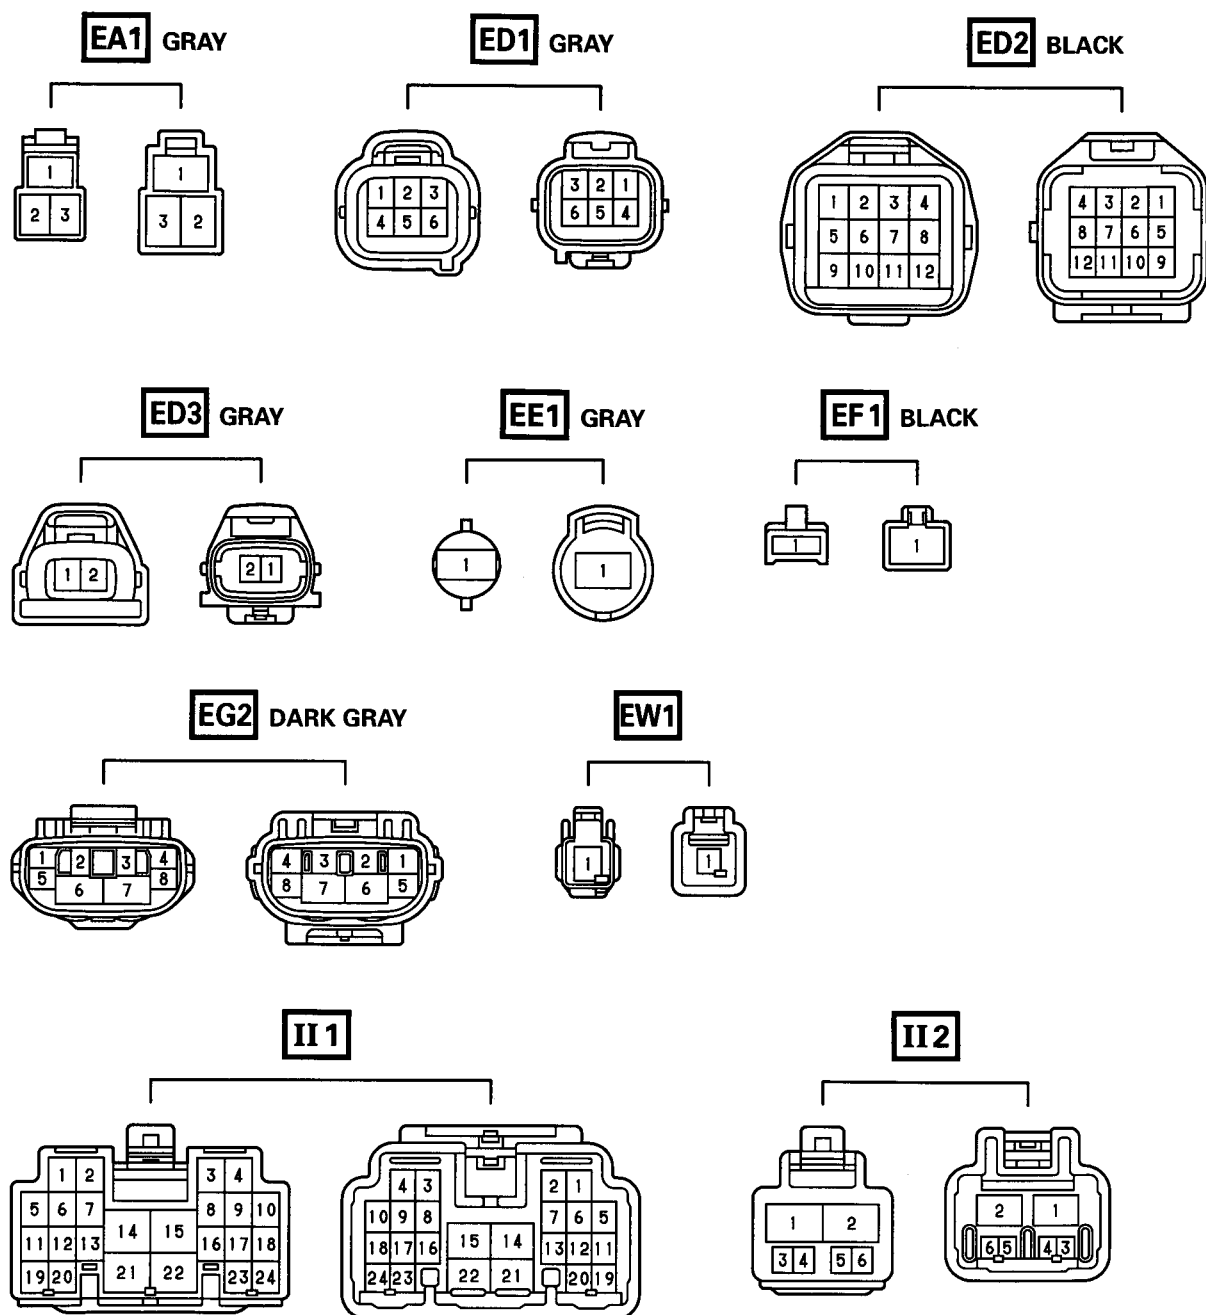 EA1 GRAY
ED1 GRAY
ED2 BLACK
1
2 3
1
3 2
1 2 3
4 5 6
3 2 1
6 5 4
1 2 3 4
5 6 7 8
9 10 11 12
4 3 2 1
8 7 6 5
12 11 10 9
ED3 GRAY
EE1 GRAY
EF1 BLACK
1 2
2 1
1
1
1
1
EG2 DARK GRAY
EW1
1 2 3 4
5 6 7 8
4 3 2 1
8 7 6 5
1
1
II1
II2
1 2 3 4
5 6 7 8 9 10
11 12 13 14 15 16 17 18
19 20 21 22 23 24
4 3 2 1
10 9 8 7 6 5
18 17 16 15 14 13 12 11
24 23 22 21 20 19
1 2
3 4 5 6
2 1
6 5 4 3